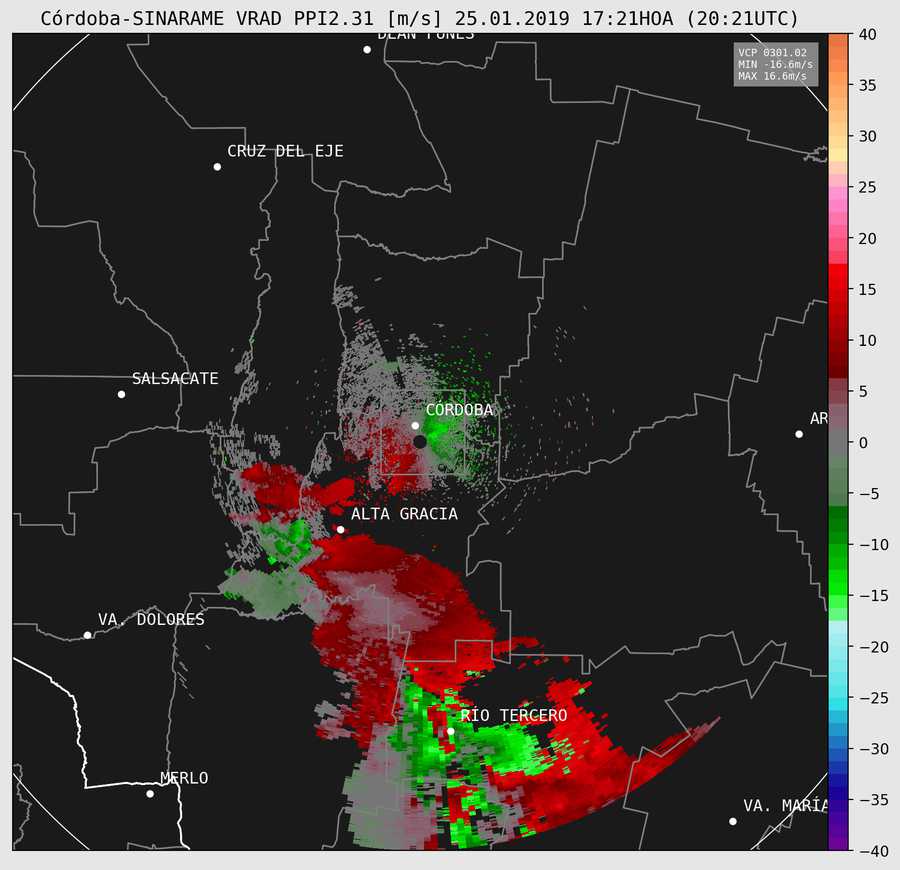 Córdoba-SINARAME VRAD PPI2.31 [m/s] 25.01.2019 17:21HOA (20:21UTC)
DEÁN FUNES
VCP 0301.02
MIN -16.6m/s
MAX 16.6m/s
CRUZ DEL EJE
SALSACATE
CÓRDOBA
AR
ALTA GRACIA
VA. DOLORES
RÍO TERCERO
MERLO
VA. MARÍA
40
35
30
25
20
15
10
5
0
−5
−10
−15
−20
−25
−30
−35
−40